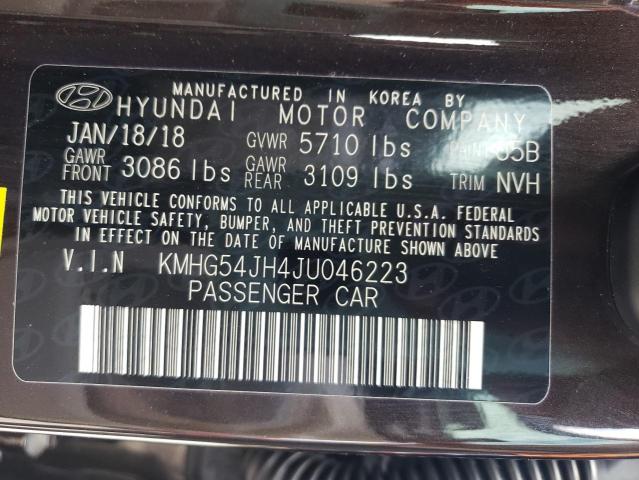 MANUFACTURED IN KOREA BY
HYUNDAI MOTOR COMPANY
JAN/18/18 GVWR 5710 lbs PAINT U5B
GAWR FRONT 3086 lbs GAWR REAR 3109 lbs TRIM NVH
THIS VEHICLE CONFORMS TO ALL APPLICABLE U.S.A. FEDERAL
MOTOR VEHICLE SAFETY, BUMPER, AND THEFT PREVENTION STANDARDS
IN EFFECT ON THE DATE OF MANUFACTURE SHOWN ABOVE.
V.I.N KMHG54JH4JU046223
PASSENGER CAR